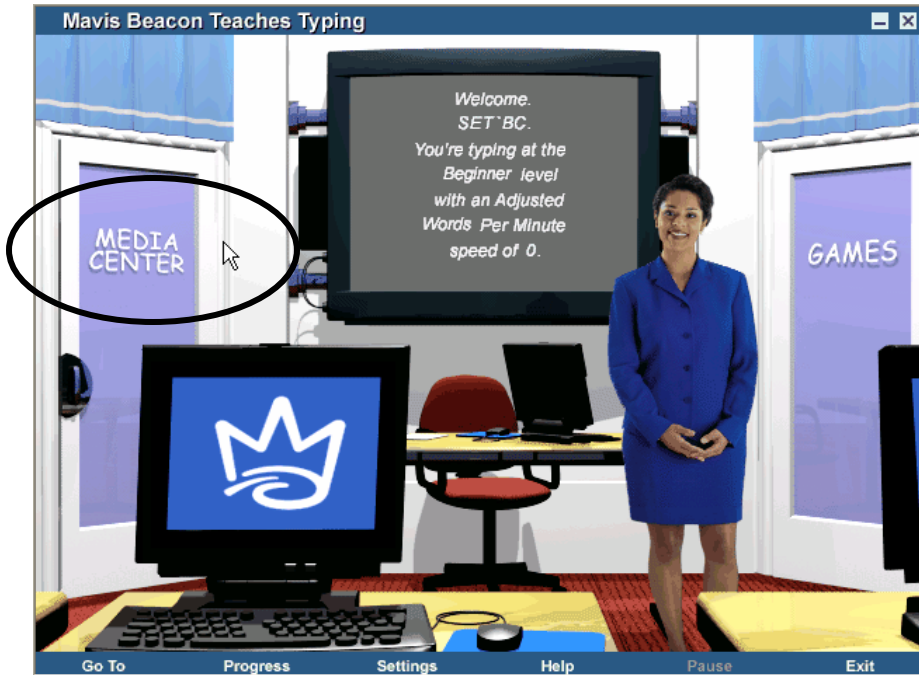 Mavis Beacon Teaches Typing
Welcome.
SET`BC.
You're typing at the
Beginner level
with an Adjusted
Words Per Minute
speed of 0.
MEDIA
CENTER
GAMES
Go To Progress Settings Help Pause Exit